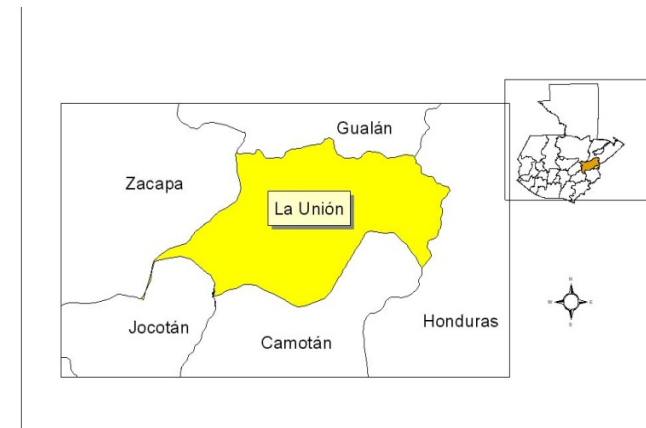 Gualán
Zacapa
La Unión
Jocotán
Camotán
Honduras
N
W
E
S